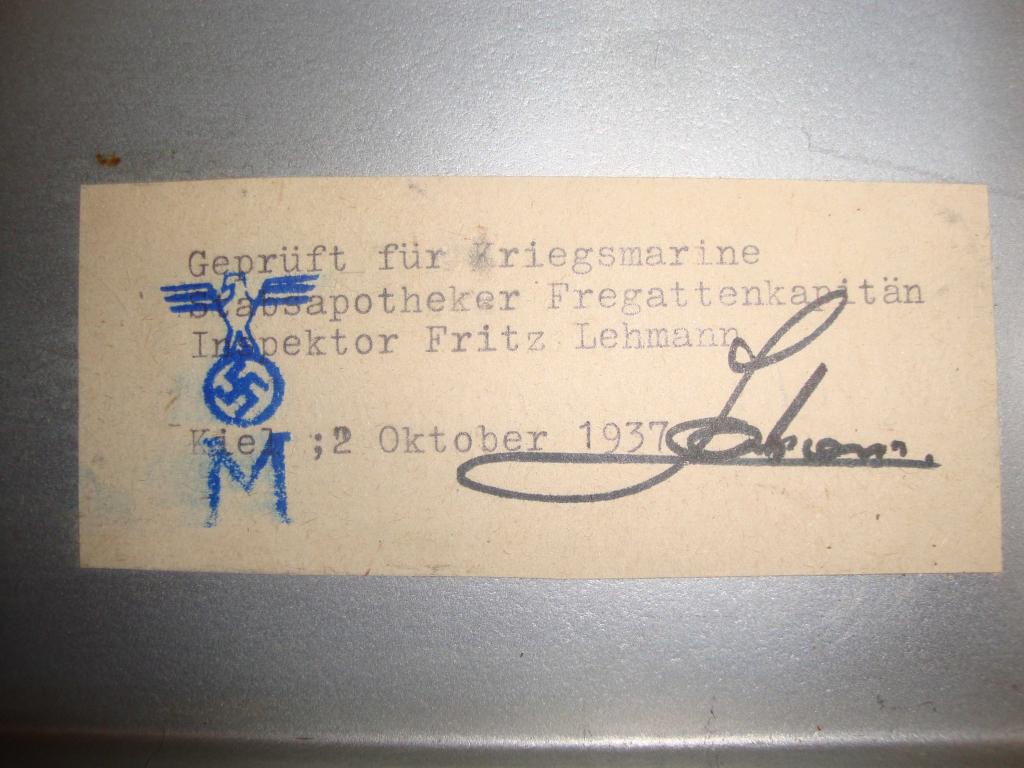 Geprüft für Kriegsmarine
Stabsapotheker Fregattenkapitän
Inspektor Fritz Lehmann
Kiel ;2 Oktober 1937
M